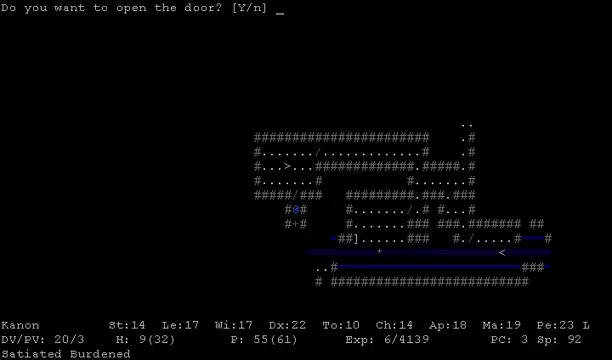 Do you want to open the door? [Y/n] _
..
####################### .#
#......./.............# .#
#...>...#############.#####.#
#.......# #.......#
#####/### #########.###.###
#@# #......./.# #...#
#+# #.......### ###.####### ##
=##]......### #./.....#===#
* <
..#========================###=
# ##########################
Kanon St:14 Le:17 Wi:17 Dx:22 To:10 Ch:14 Ap:18 Ma:19 Pe:23 L
DV/PV: 20/3 H: 9(32) P: 55(61) Exp: 6/4139 PC: 3 Sp: 92
Satiated Burdened